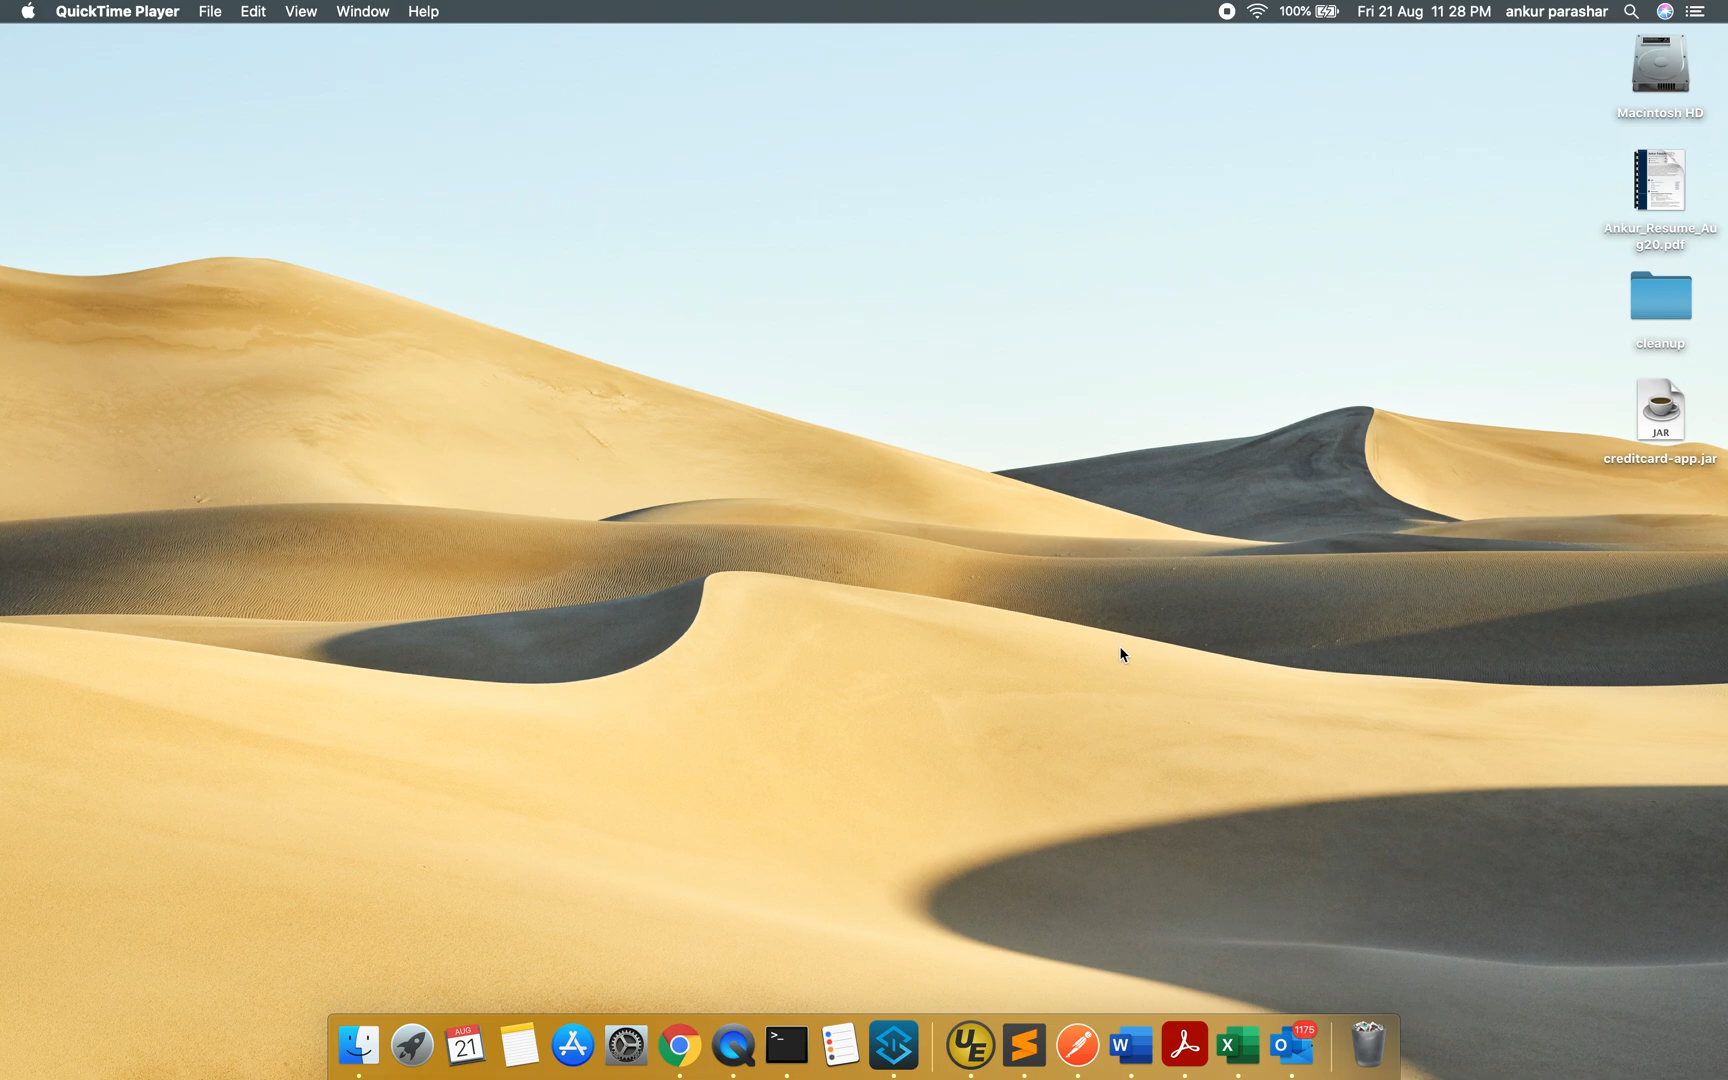 QuickTime Player File Edit View Window Help 100% Fri 21 Aug 11 28 PM ankur parashar
Macintosh HD
Ankur_Resume_Au
g20.pdf
cleanup
JAR
creditcard-app.jar
AUG
21
>_
UE
W
X
O
1175